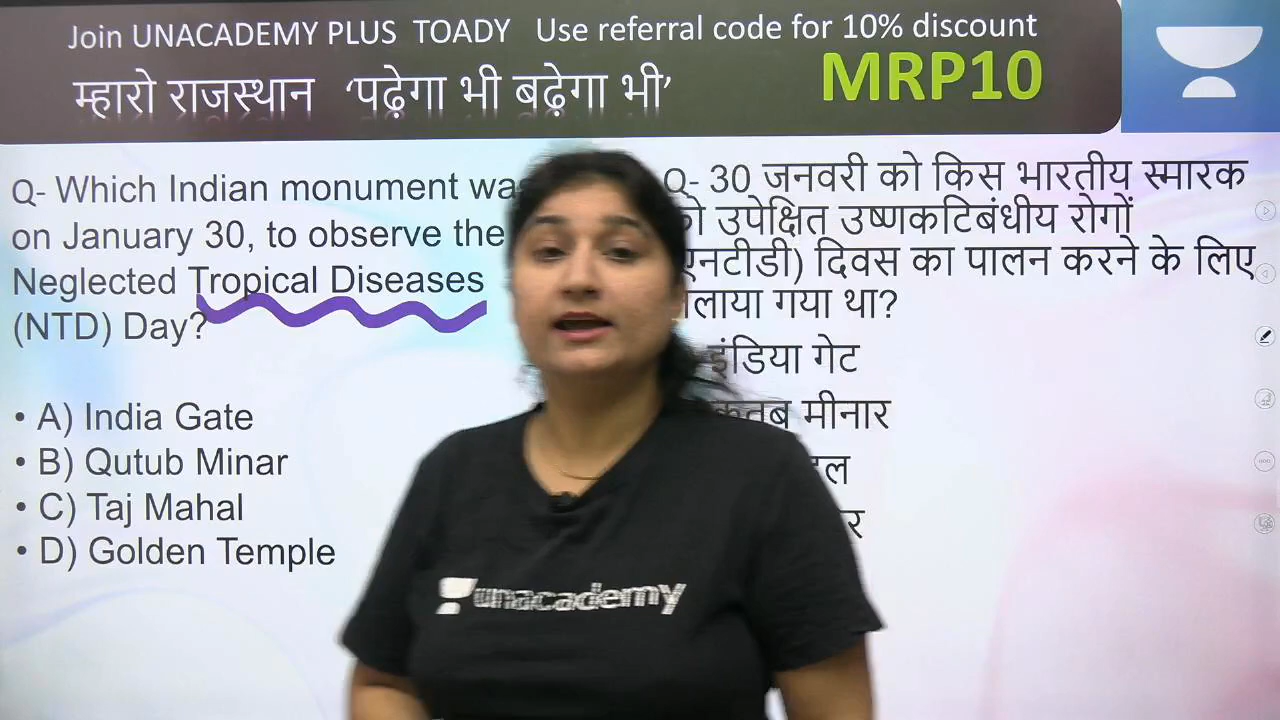 Join UNACADEMY PLUS TOADY Use referral code for 10% discount
म्हारो राजस्थान ‘पढ़ेगा भी बढ़ेगा भी’ MRP10
Q- Which Indian monument
on January 30, to observe the
Neglected Tropical Diseases
(NTD) Day?
• A) India Gate
• B) Qutub Minar
• C) Taj Mahal
• D) Golden Temple
Q- 30 जनवरी को किस भारतीय स्मारक
उपेक्षित उष्णकटिबंधीय रोगों
दिवस का पालन करने के लिए
गया था?
इंडिया गेट
मीनार
unacademy